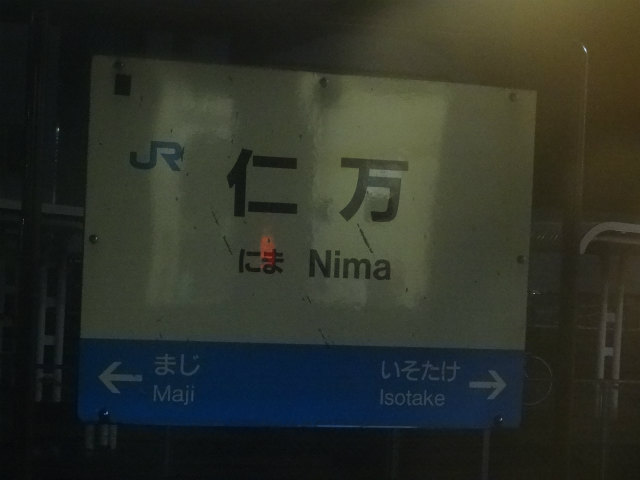 JR
仁万
にま Nima
← まじ
Maji
いそたけ →
Isotake